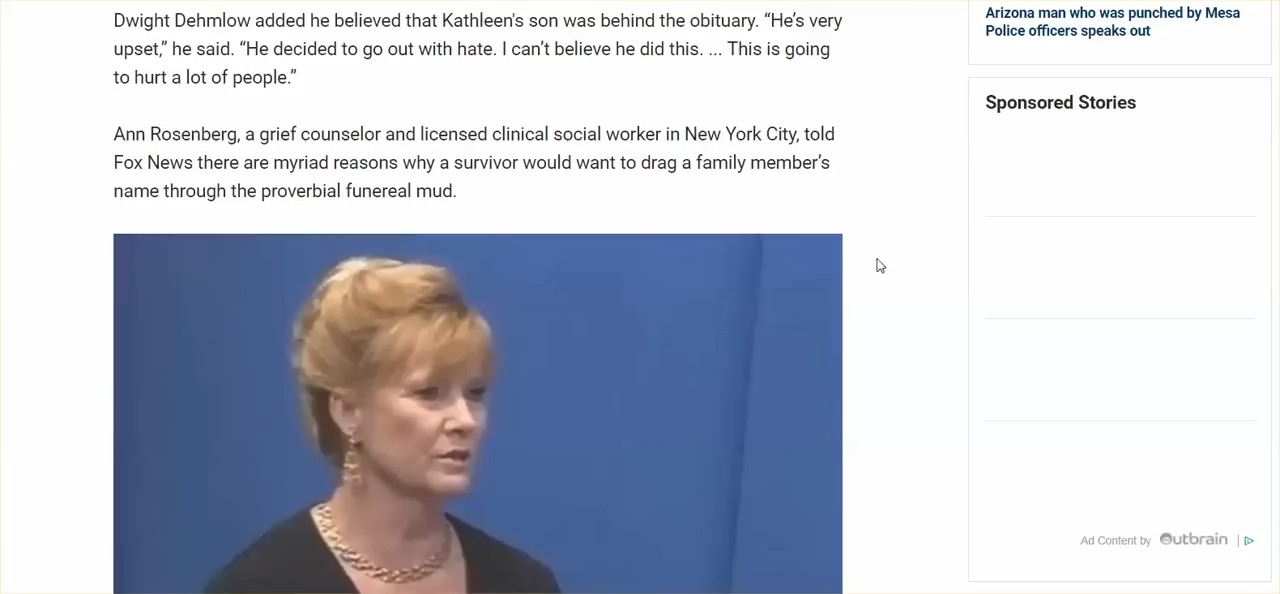 Dwight Dehmlow added he believed that Kathleen's son was behind the obituary. “He’s very
upset,” he said. “He decided to go out with hate. I can’t believe he did this. ... This is going
to hurt a lot of people.”
Ann Rosenberg, a grief counselor and licensed clinical social worker in New York City, told
Fox News there are myriad reasons why a survivor would want to drag a family member’s
name through the proverbial funereal mud.
Arizona man who was punched by Mesa
Police officers speaks out
Sponsored Stories
Ad Content by Outbrain